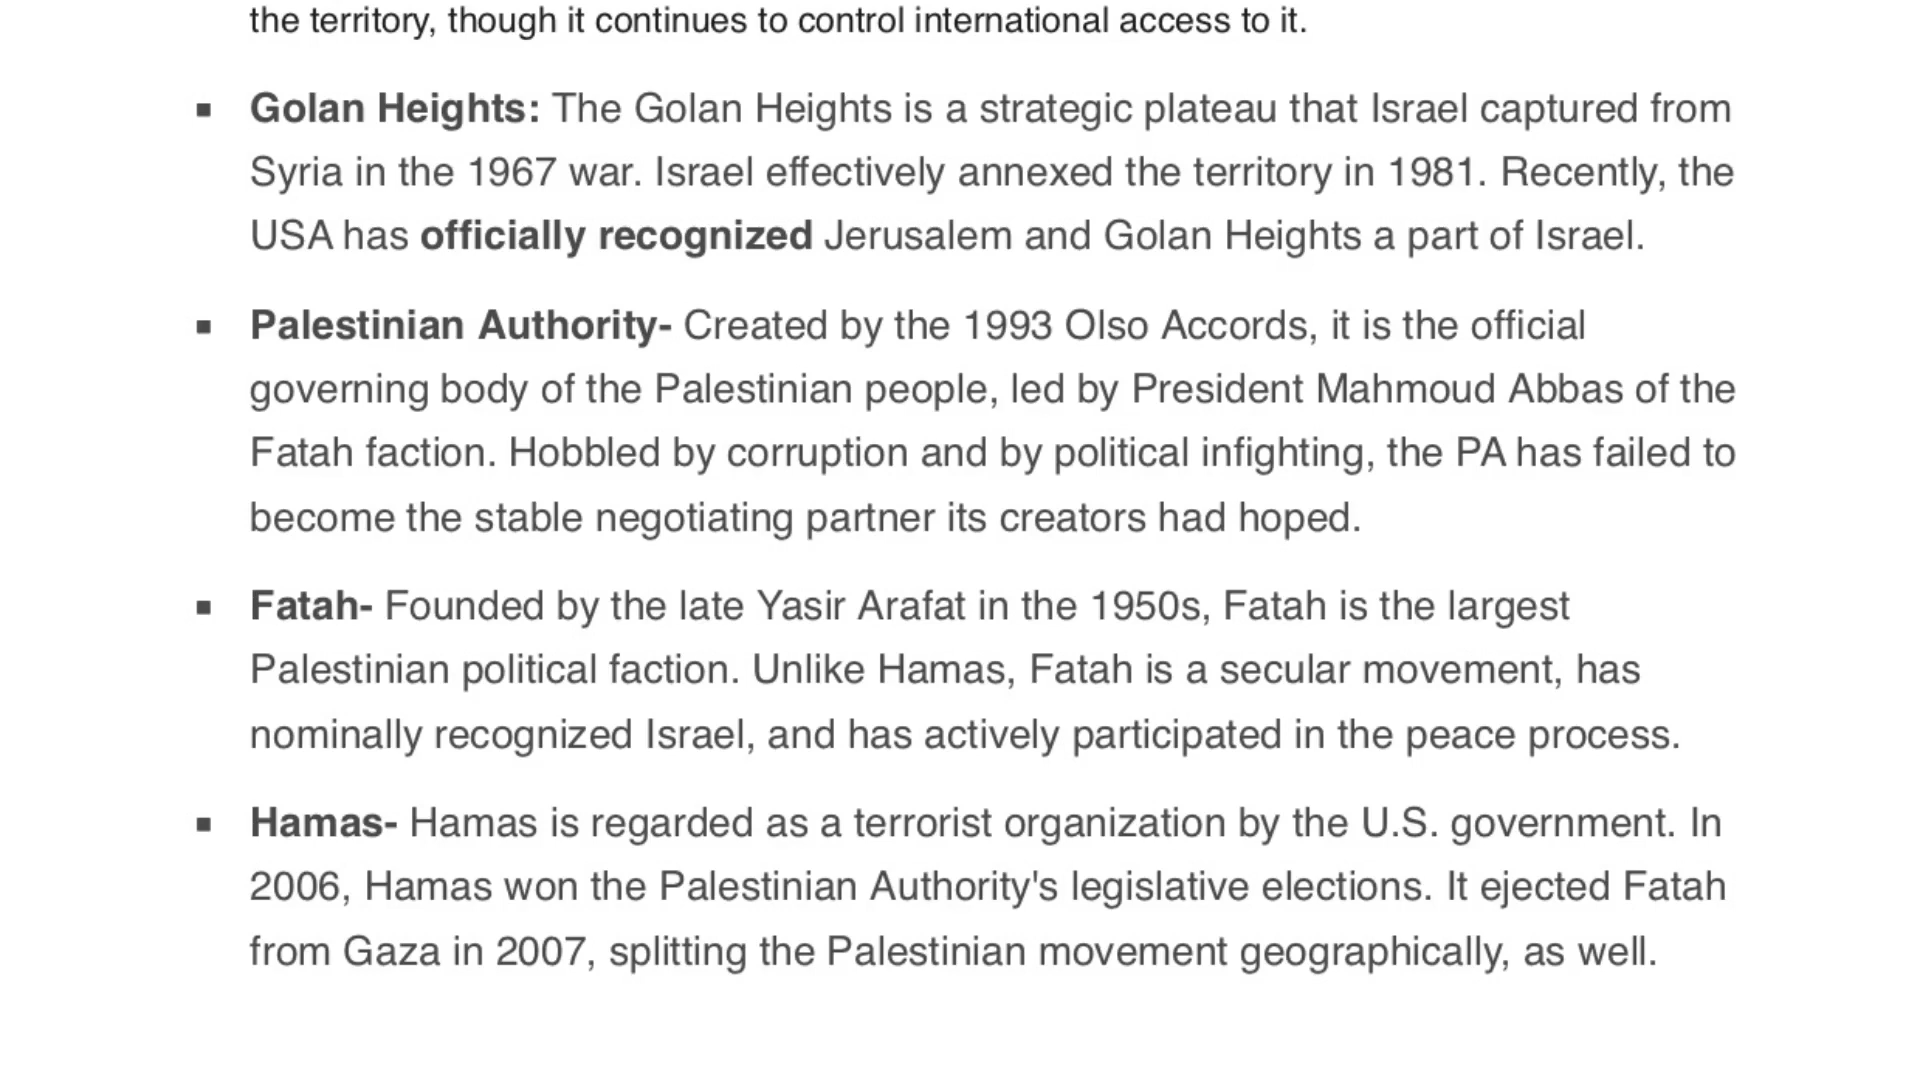 the territory, though it continues to control international access to it.
▪ Golan Heights: The Golan Heights is a strategic plateau that Israel captured from
Syria in the 1967 war. Israel effectively annexed the territory in 1981. Recently, the
USA has officially recognized Jerusalem and Golan Heights a part of Israel.
▪ Palestinian Authority- Created by the 1993 Olso Accords, it is the official
governing body of the Palestinian people, led by President Mahmoud Abbas of the
Fatah faction. Hobbled by corruption and by political infighting, the PA has failed to
become the stable negotiating partner its creators had hoped.
▪ Fatah- Founded by the late Yasir Arafat in the 1950s, Fatah is the largest
Palestinian political faction. Unlike Hamas, Fatah is a secular movement, has
nominally recognized Israel, and has actively participated in the peace process.
▪ Hamas- Hamas is regarded as a terrorist organization by the U.S. government. In
2006, Hamas won the Palestinian Authority's legislative elections. It ejected Fatah
from Gaza in 2007, splitting the Palestinian movement geographically, as well.